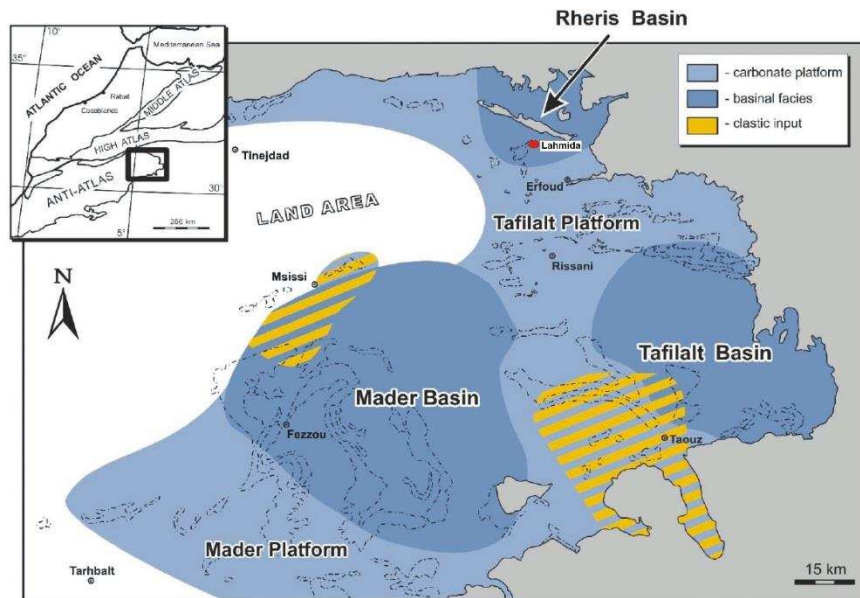 Rheris Basin
10°
Mediterranean Sea
35°
ATLANTIC OCEAN
Rabat
Casablanca
MIDDLE ATLAS
HIGH ATLAS
ANTI-ATLAS
30
5°
266 km
- carbonate platform
- basinal facies
- clastic input
Lahmida
Tinejdad
Erfoud
LAND AREA
Tafilalt Platform
Rissani
Msissi
N
Tafilalt Basin
Mader Basin
Fezzou
Taouz
Mader Platform
Tarhbalt
15 km